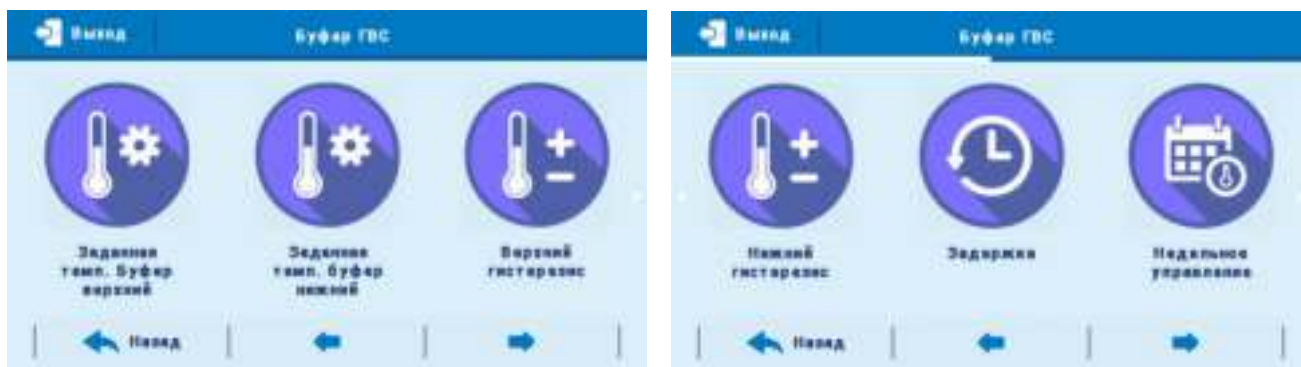 Выход
Буфер ГВС
Заданная
темп. Буфер
верхний
Заданная
темп. буфер
нижний
Верхний
гистерезис
Назад
Выход
Буфер ГВС
Нижний
гистерезис
Задержка
Недельное
управление
Назад